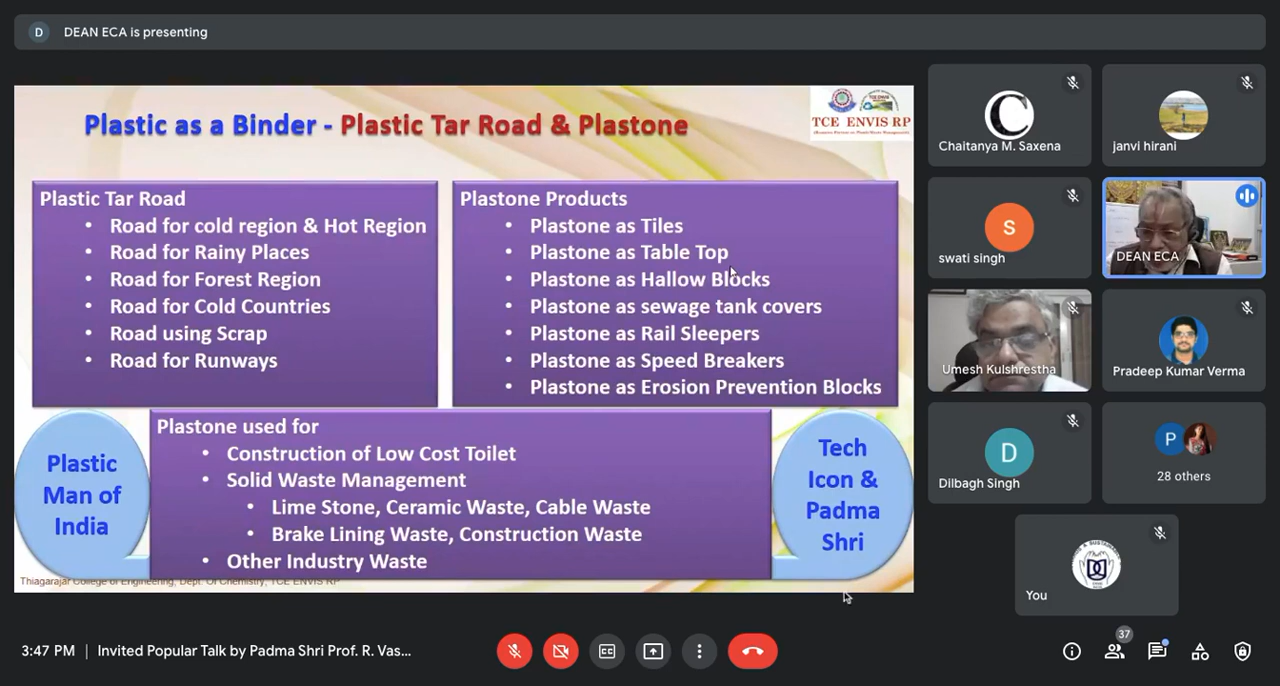 D DEAN ECA is presenting
Plastic as a Binder - Plastic Tar Road & Plastone
TCE ENVIS RP
Plastic Tar Road
• Road for cold region & Hot Region
• Road for Rainy Places
• Road for Forest Region
• Road for Cold Countries
• Road using Scrap
• Road for Runways
Plastone Products
• Plastone as Tiles
• Plastone as Table Top
• Plastone as Hallow Blocks
• Plastone as sewage tank covers
• Plastone as Rail Sleepers
• Plastone as Speed Breakers
• Plastone as Erosion Prevention Blocks
Plastic
Man of
India
Plastone used for
• Construction of Low Cost Toilet
• Solid Waste Management
• Lime Stone, Ceramic Waste, Cable Waste
• Brake Lining Waste, Construction Waste
• Other Industry Waste
Tech
Icon &
Padma
Shri
Thiagarajar College of Engineering, Dept. Of Chemistry, TCE ENVIS RP
C
Chaitanya M. Saxena
janvi hirani
S
swati singh
DEAN ECA
Umesh Kulshrestha
Pradeep Kumar Verma
D
Dilbagh Singh
P
28 others
You
3:47 PM | Invited Popular Talk by Padma Shri Prof. R. Vas...
CC
37